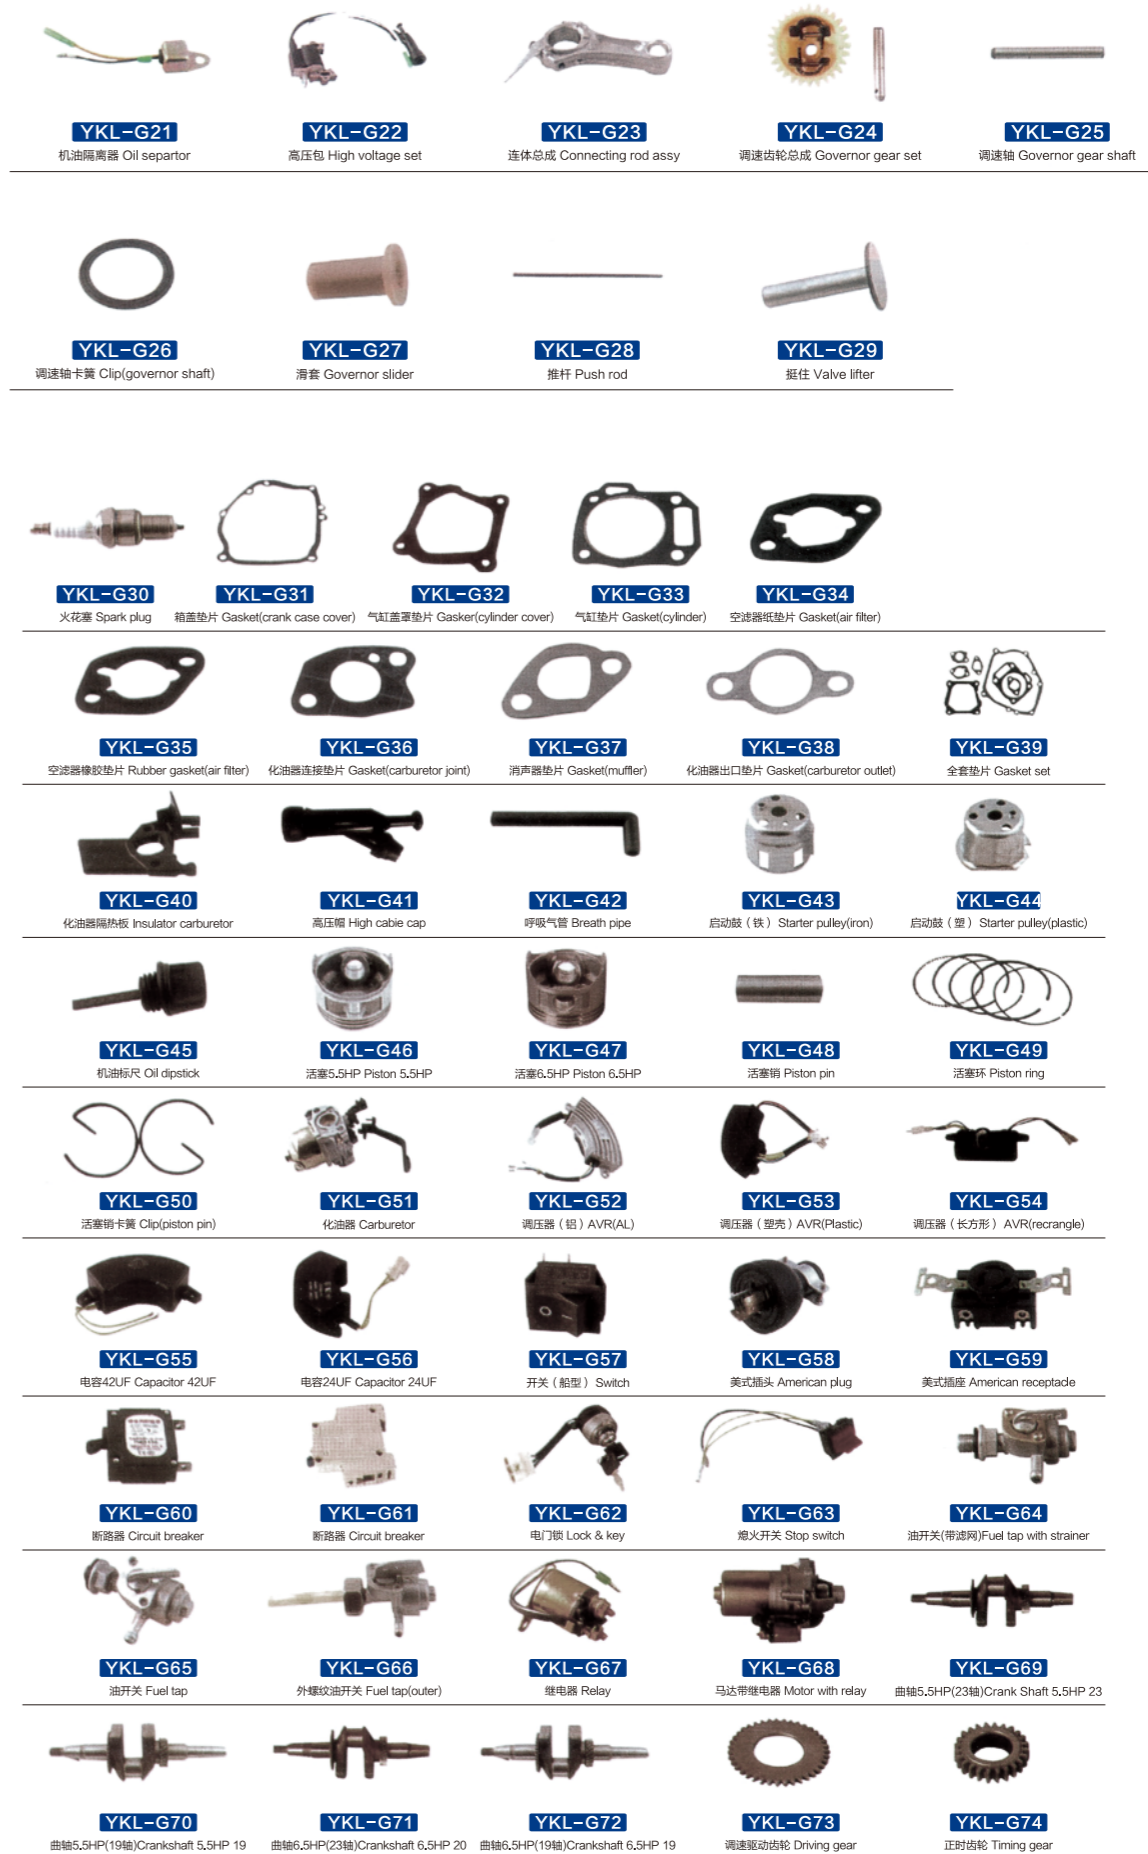 YKL-G21 YKL-G22 YKL-G23 YKL-G24 YKL-G25
机油隔离器 Oil separtor 高压包 High voltage set 连体总成 Connecting rod assy 调速齿轮总成 Governor gear set 调速轴 Governor gear shaft
YKL-G26 YKL-G27 YKL-G28 YKL-G29
调速轴卡簧 Clip(governor shaft) 滑套 Governor slider 推杆 Push rod 挺住 Valve lifter
YKL-G30 YKL-G31 YKL-G32 YKL-G33 YKL-G34
火花塞 Spark plug 箱盖垫片 Gasket(crank case cover) 气缸盖罩垫片 Gasker(cylinder cover) 气缸垫片 Gasket(cylinder) 空滤器纸垫片 Gasket(air filter)
YKL-G35 YKL-G36 YKL-G37 YKL-G38 YKL-G39
空滤器橡胶垫片 Rubber gasket(air filter) 化油器连接垫片 Gasket(carburetor joint) 消声器垫片 Gasket(muffler) 化油器出口垫片 Gasket(carburetor outlet) 全套垫片 Gasket set
YKL-G40 YKL-G41 YKL-G42 YKL-G43 YKL-G44
化油器隔热板 Insulator carburetor 高压帽 High cabie cap 呼吸气管 Breath pipe 启动鼓（铁）Starter pulley(iron) 启动鼓（塑）Starter pulley(plastic)
YKL-G45 YKL-G46 YKL-G47 YKL-G48 YKL-G49
机油标尺 Oil dipstick 活塞5.5HP Piston 5.5HP 活塞6.5HP Piston 6.5HP 活塞销 Piston pin 活塞环 Piston ring
YKL-G50 YKL-G51 YKL-G52 YKL-G53 YKL-G54
活塞销卡簧 Clip(piston pin) 化油器 Carburetor 调压器（铝）AVR(AL) 调压器（塑壳）AVR(Plastic) 调压器（长方形）AVR(recrangle)
YKL-G55 YKL-G56 YKL-G57 YKL-G58 YKL-G59
电容42UF Capacitor 42UF 电容24UF Capacitor 24UF 开关（船型）Switch 美式插头 American plug 美式插座 American receptacle
YKL-G60 YKL-G61 YKL-G62 YKL-G63 YKL-G64
断路器 Circuit breaker 断路器 Circuit breaker 电门锁 Lock & key 熄火开关 Stop switch 油开关(带滤网)Fuel tap with strainer
YKL-G65 YKL-G66 YKL-G67 YKL-G68 YKL-G69
油开关 Fuel tap 外螺纹油开关 Fuel tap(outer) 继电器 Relay 马达带继电器 Motor with relay 曲轴5.5HP(23轴)Crank Shaft 5.5HP 23
YKL-G70 YKL-G71 YKL-G72 YKL-G73 YKL-G74
曲轴5.5HP(19轴)Crankshaft 5.5HP 19 曲轴6.5HP(23轴)Crankshaft 6.5HP 20 曲轴6.5HP(19轴)Crankshaft 6.5HP 19 调速驱动齿轮 Driving gear 正时齿轮 Timing gear